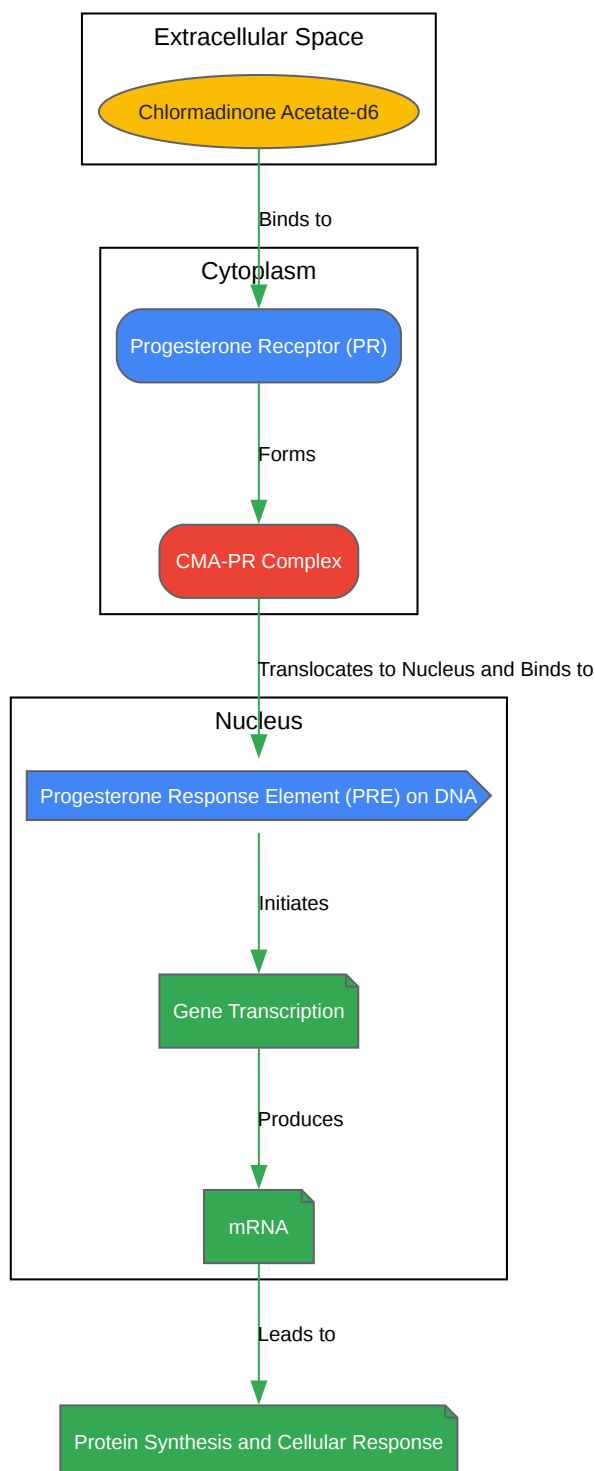 Extracellular Space
Chlormadinone Acetate-d6
Binds to
Cytoplasm
Progesterone Receptor (PR)
Forms
CMA-PR Complex
Translocates to Nucleus and Binds to
Nucleus
Progesterone Response Element (PRE) on DNA
Initiates
Gene Transcription
Produces
mRNA
Leads to
Protein Synthesis and Cellular Response